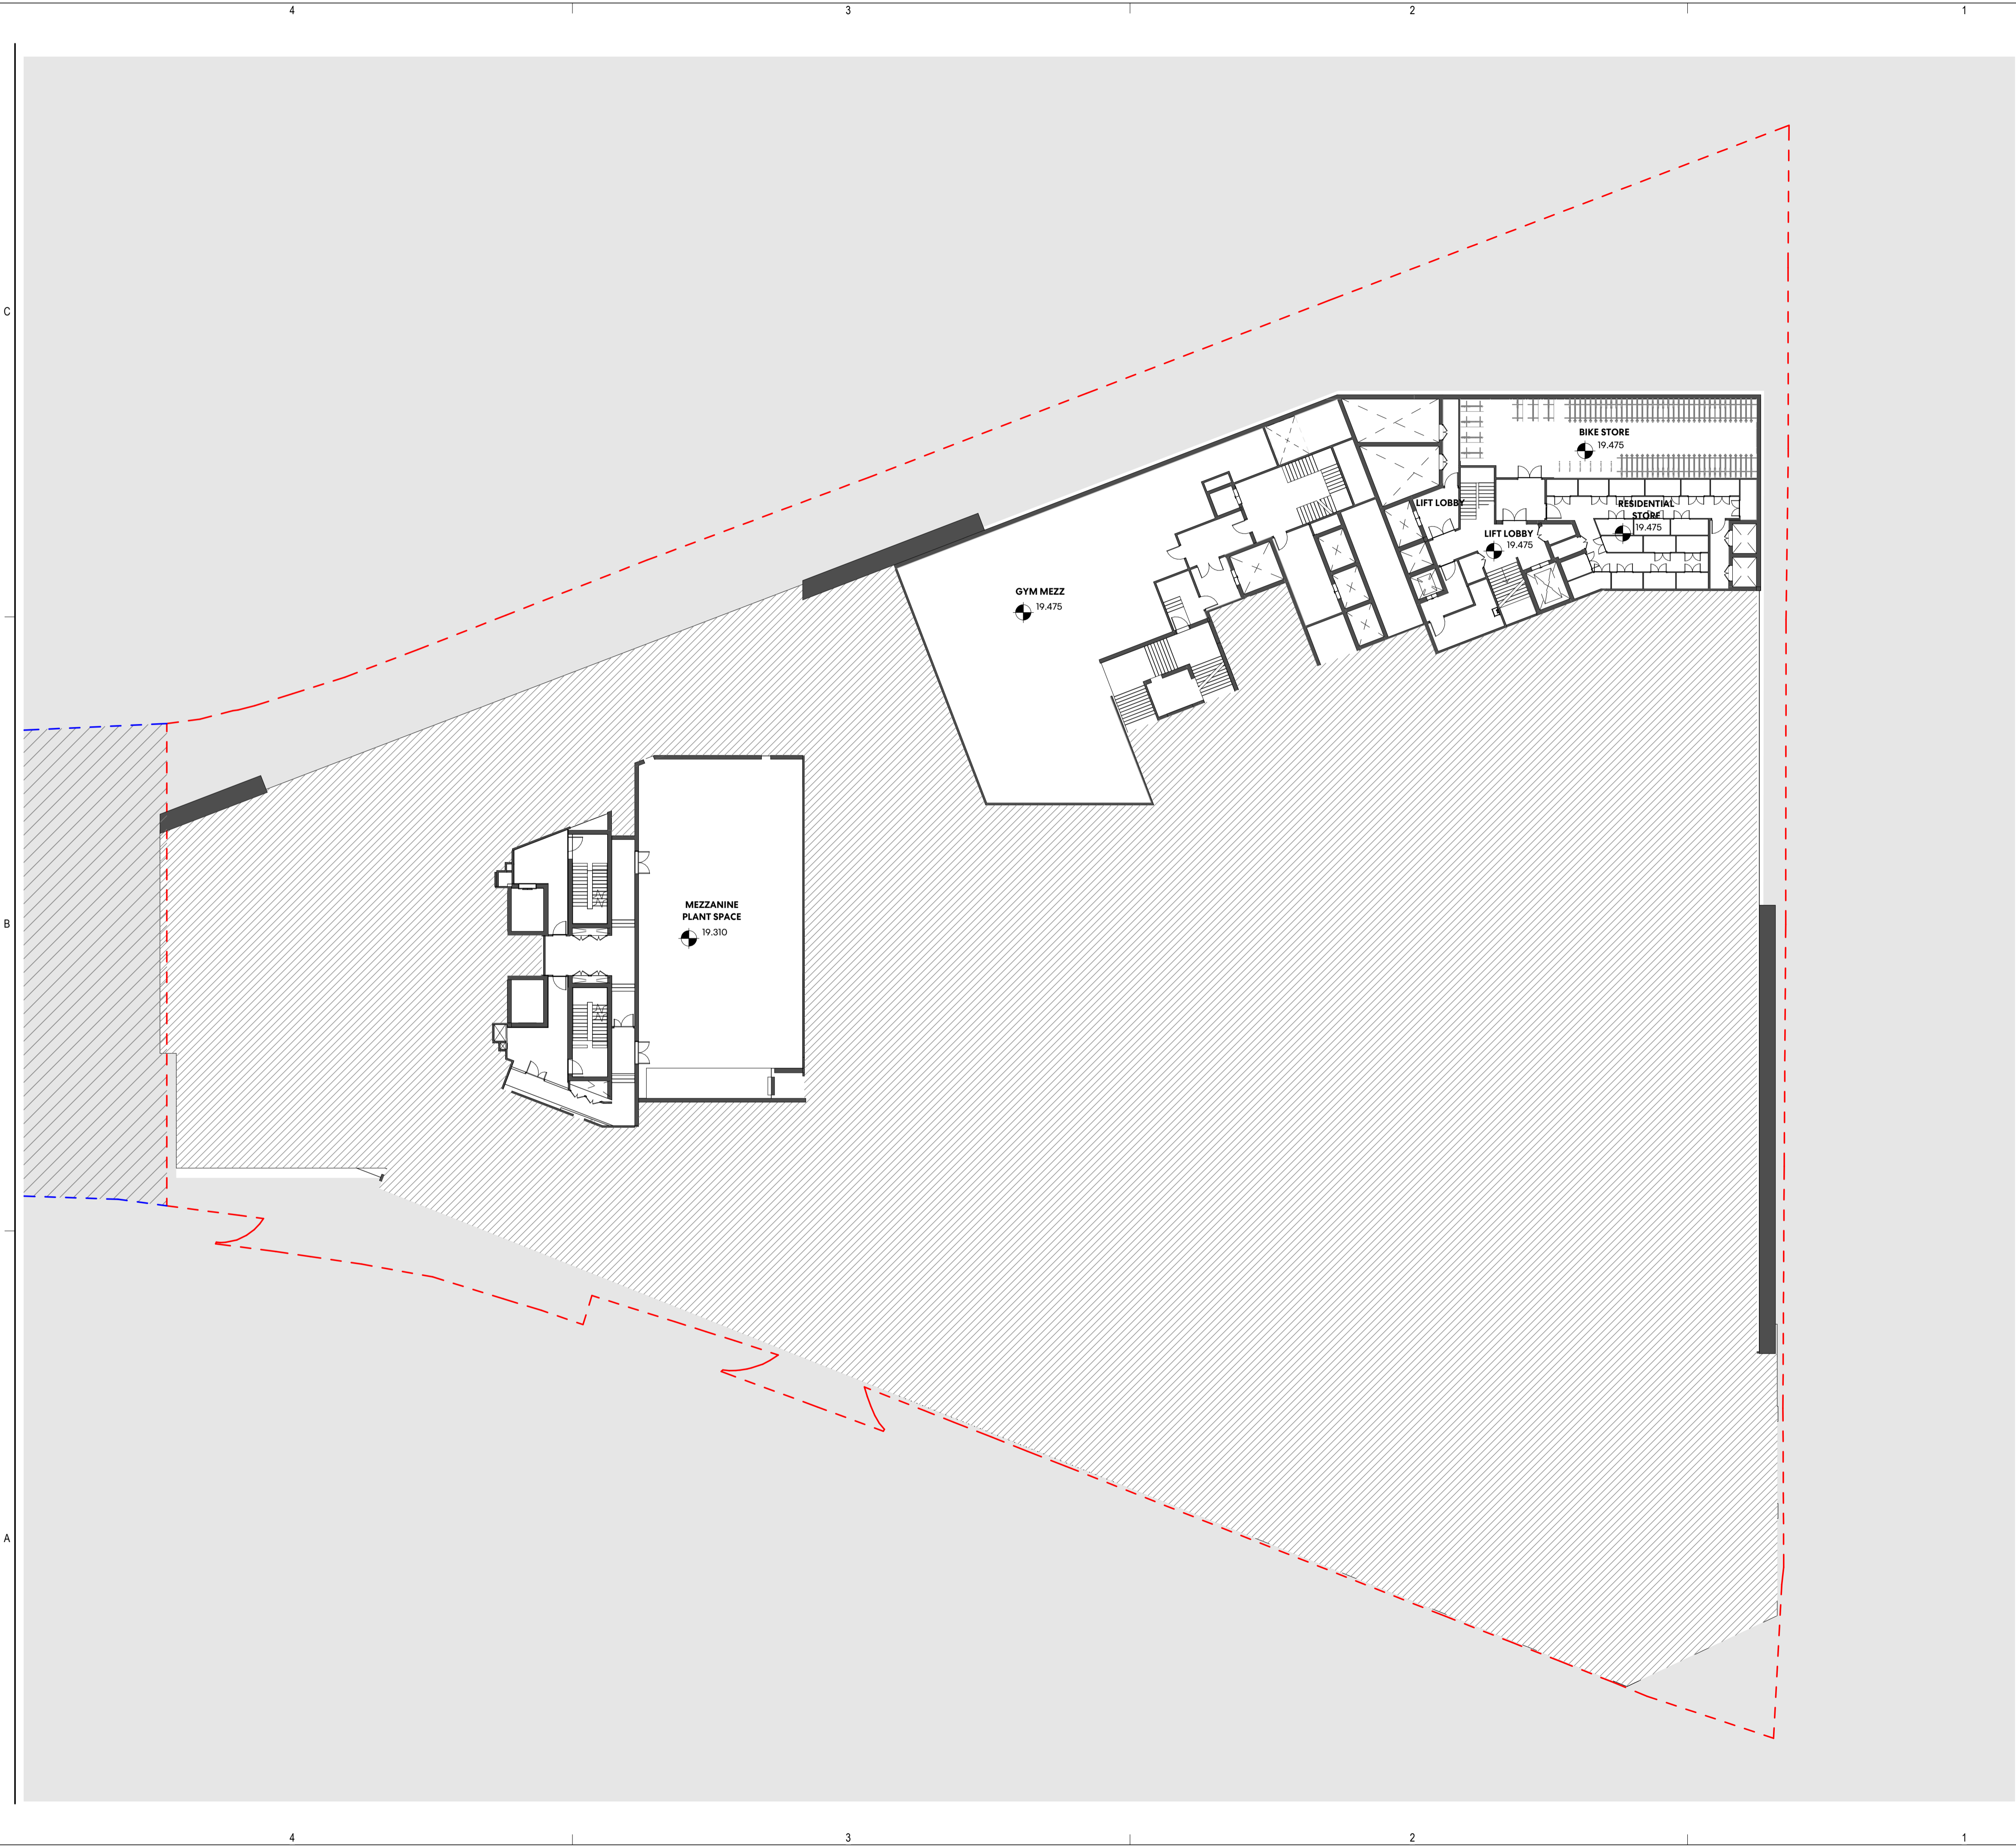 4 3 2 1
C
BIKE STORE
19.475
LIFT LOBBY
RESIDENTIAL
STORE
19.475
LIFT LOBBY
19.475
GYM MEZZ
19.475
B
MEZZANINE
PLANT SPACE
19.310
A
4 3 2 1